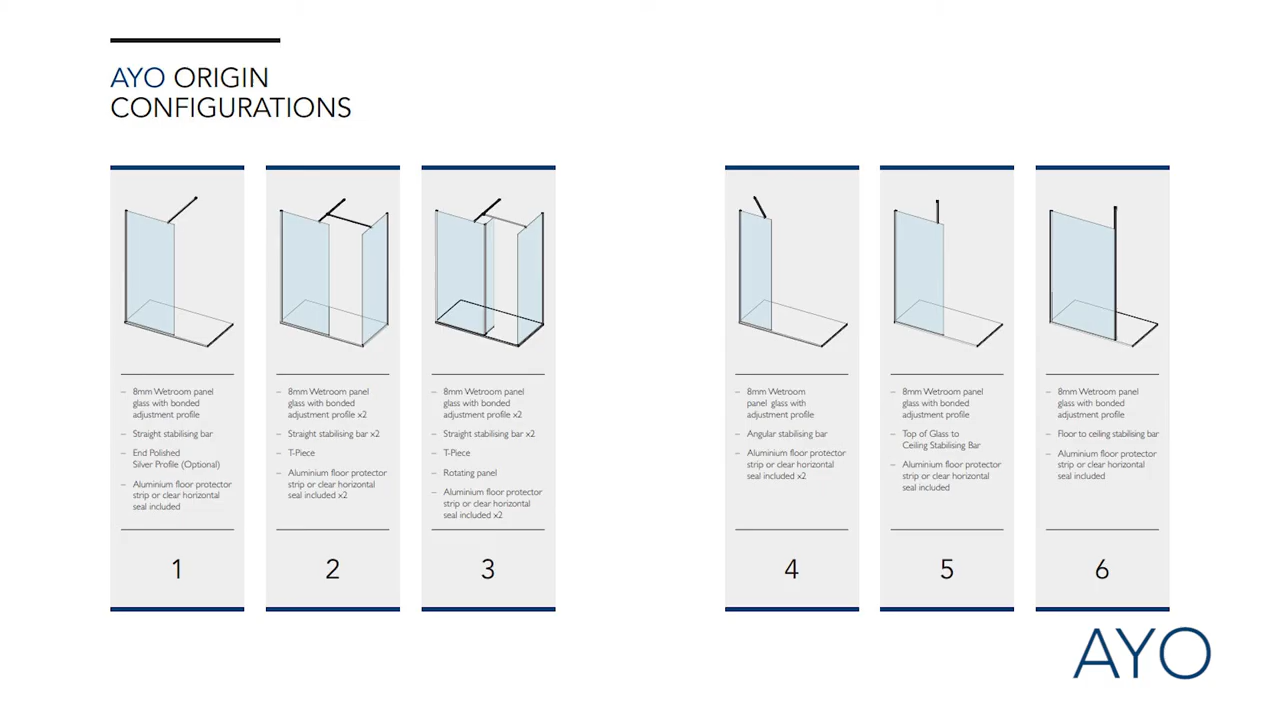 AYO ORIGIN
CONFIGURATIONS
– 8mm Wetroom panel
glass with bonded
adjustment profile
– Straight stabilising bar
– End Polished
Silver Profile (Optional)
– Aluminium floor protector
strip or clear horizontal
seal included
1
– 8mm Wetroom panel
glass with bonded
adjustment profile x2
– Straight stabilising bar x2
– T-Piece
– Aluminium floor protector
strip or clear horizontal
seal included x2
2
– 8mm Wetroom panel
glass with bonded
adjustment profile x2
– Straight stabilising bar x2
– T-Piece
– Rotating panel
– Aluminium floor protector
strip or clear horizontal
seal included x2
3
– 8mm Wetroom
panel glass with
adjustment profile
– Angular stabilising bar
– Aluminium floor protector
strip or clear horizontal
seal included x2
4
– 8mm Wetroom panel
glass with bonded
adjustment profile
– Top of Glass to
Ceiling Stabilising Bar
– Aluminium floor protector
strip or clear horizontal
seal included
5
– 8mm Wetroom panel
glass with bonded
adjustment profile
– Floor to ceiling stabilising bar
– Aluminium floor protector
strip or clear horizontal
seal included
6
AYO